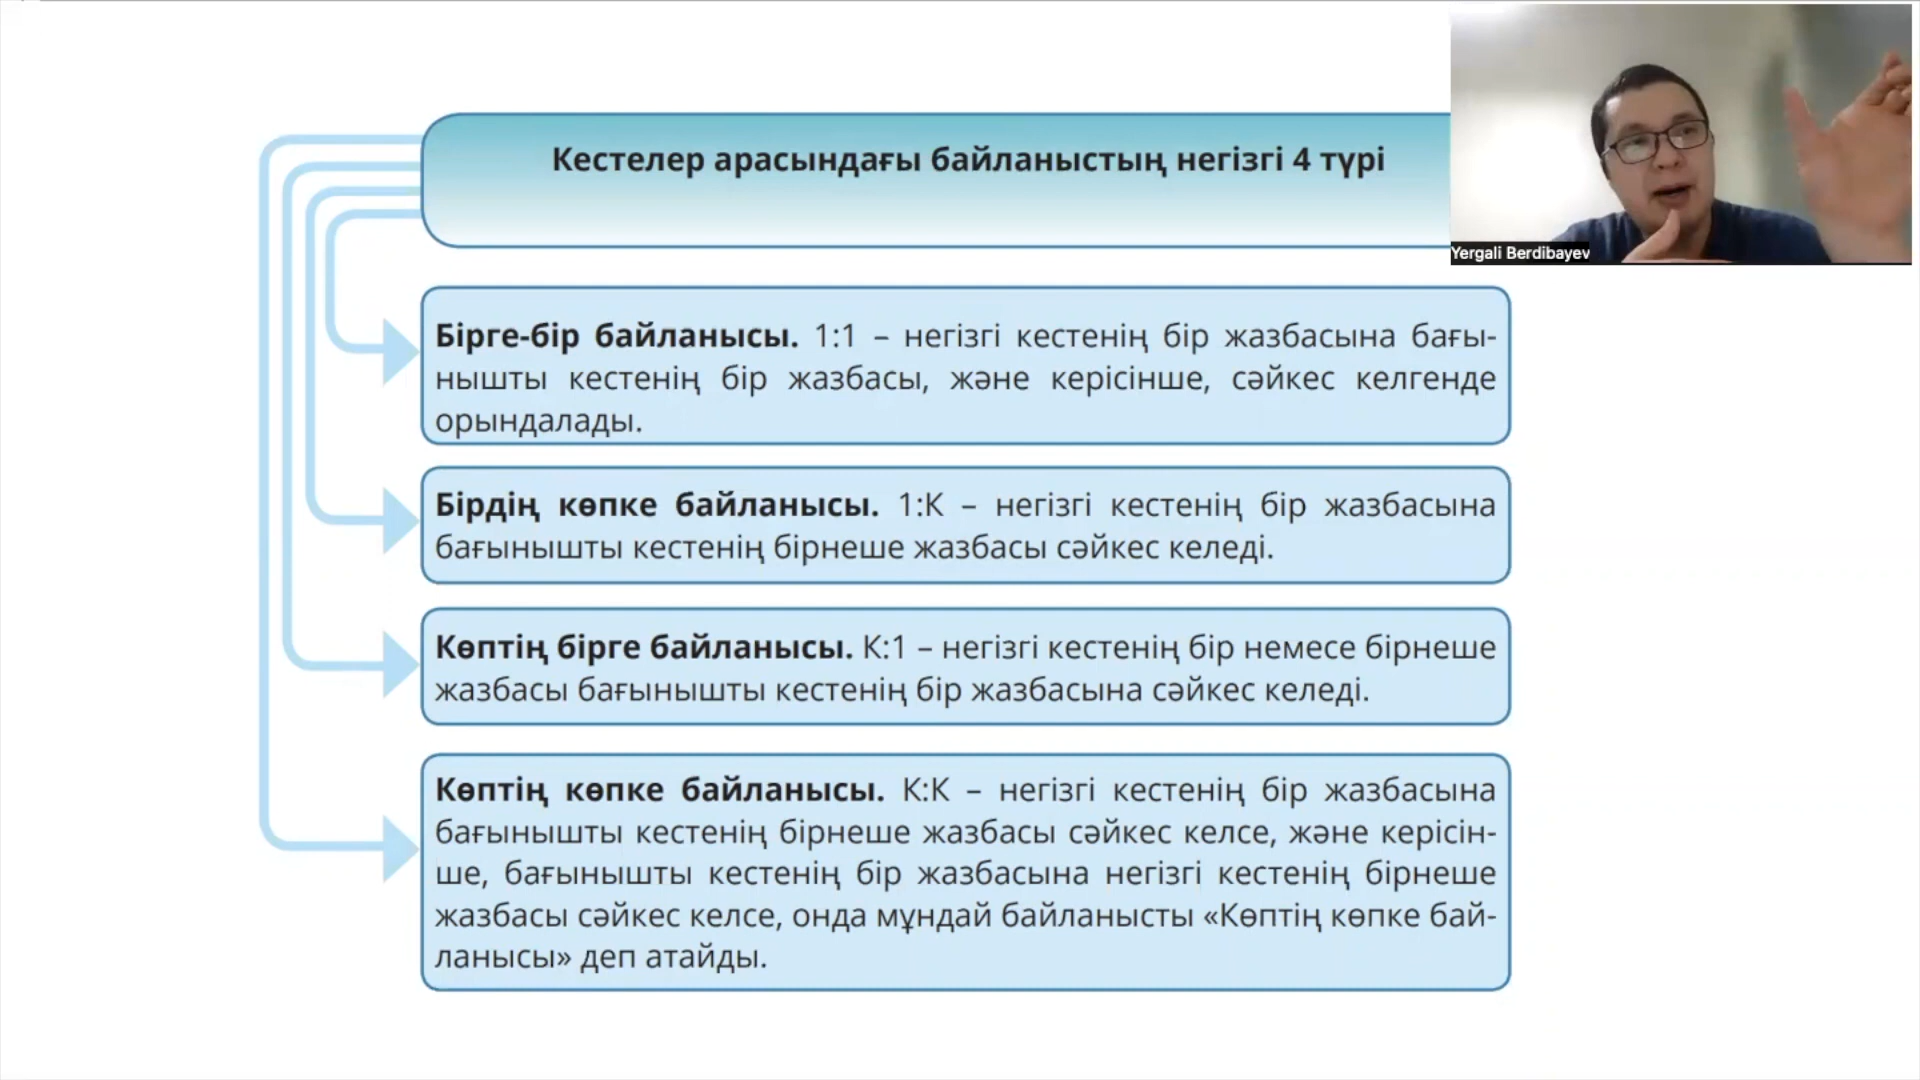 Кестелер арасындағы байланыстың негізгі 4 түрі
Yergali Berdibayev
Бірге-бір байланысы. 1:1 – негізгі кестенің бір жазбасына бағы-
нышты кестенің бір жазбасы, және керісінше, сәйкес келгенде
орындалады.
Бірдің көпке байланысы. 1:К – негізгі кестенің бір жазбасына
бағынышты кестенің бірнеше жазбасы сәйкес келеді.
Көптің бірге байланысы. К:1 – негізгі кестенің бір немесе бірнеше
жазбасы бағынышты кестенің бір жазбасына сәйкес келеді.
Көптің көпке байланысы. К:К – негізгі кестенің бір жазбасына
бағынышты кестенің бірнеше жазбасы сәйкес келсе, және керісін-
ше, бағынышты кестенің бір жазбасына негізгі кестенің бірнеше
жазбасы сәйкес келсе, онда мұндай байланысты «Көптің көпке бай-
ланысы» деп атайды.